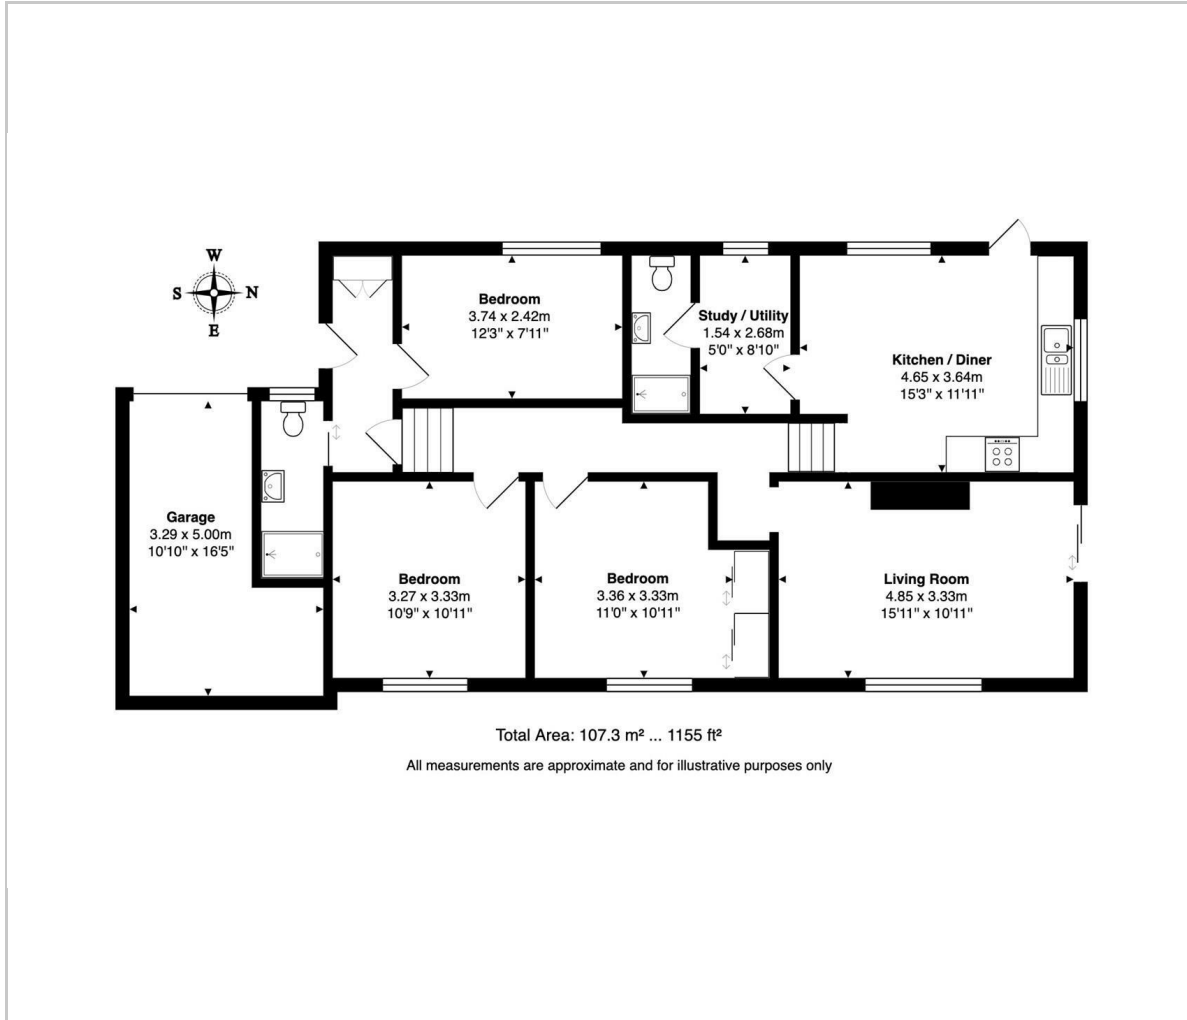 W
S N
E
Bedroom
3.74 x 2.42m
12'3" x 7'11"
Study / Utility
1.54 x 2.68m
5'0" x 8'10"
Kitchen / Diner
4.65 x 3.64m
15'3" x 11'11"
Garage
3.29 x 5.00m
10'10" x 16'5"
Bedroom
3.27 x 3.33m
10'9" x 10'11"
Bedroom
3.36 x 3.33m
11'0" x 10'11"
Living Room
4.85 x 3.33m
15'11" x 10'11"
Total Area: 107.3 m² ... 1155 ft²
All measurements are approximate and for illustrative purposes only